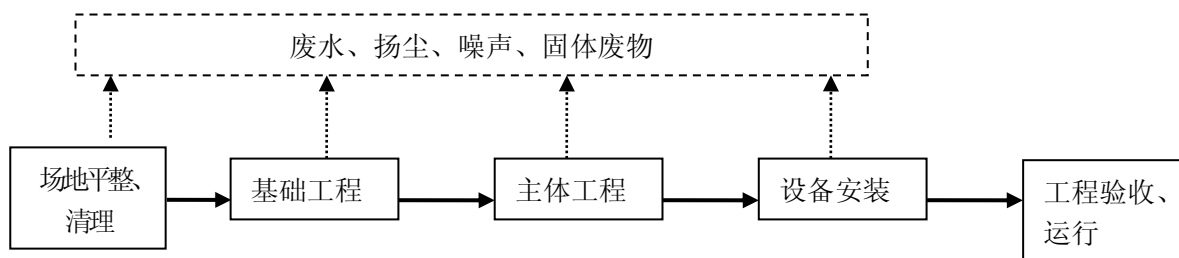 废水、扬尘、噪声、固体废物
场地平整、
清理
基础工程
主体工程
设备安装
工程验收、
运行